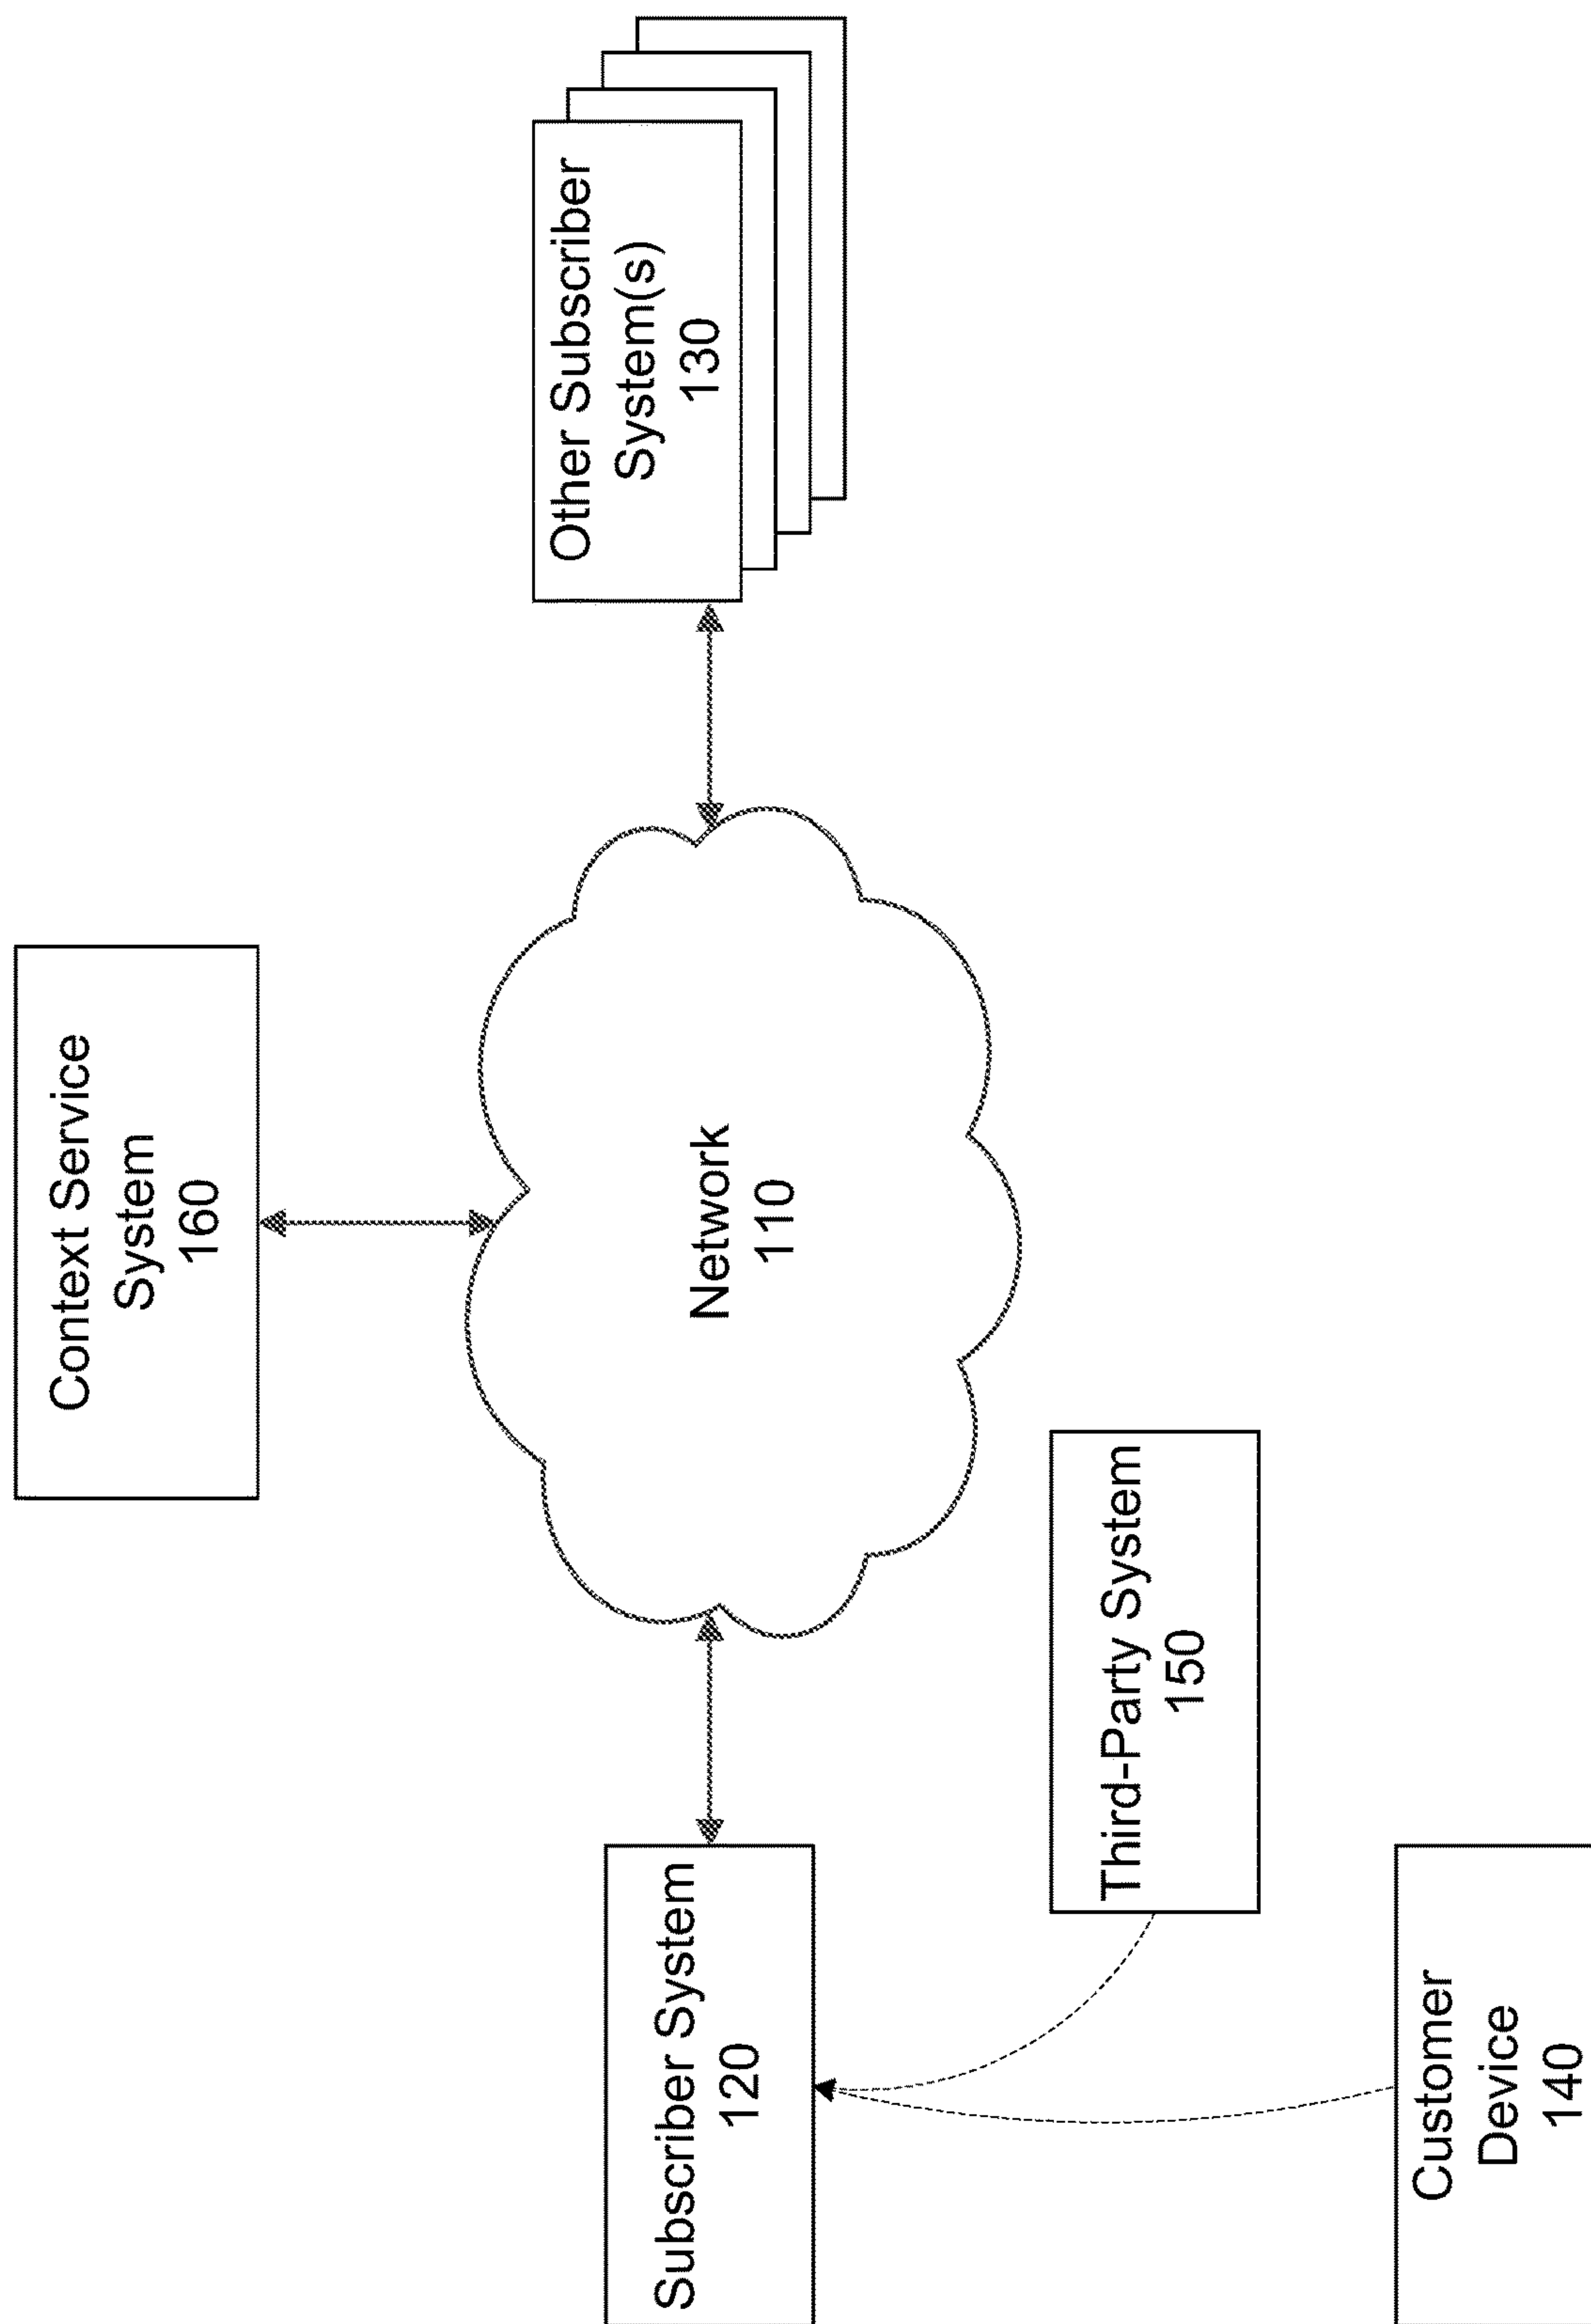 Context Service
System
160
Other Subscriber
System(s)
130
Network
110
Subscriber System
120
Third-Party System
150
Customer
Device
140